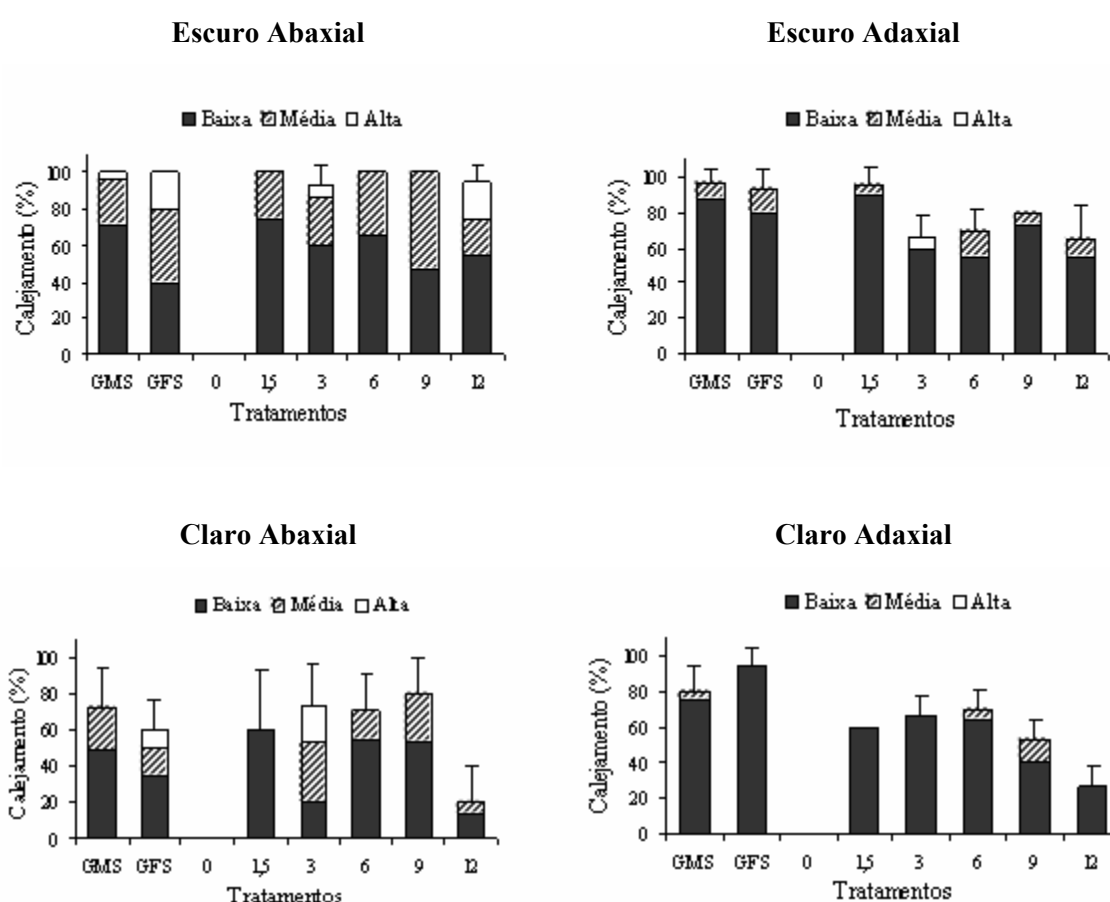 Escuro Abaxial
Baixa Média Alta
Calejamento (%)
100
80
60
40
20
0
GMS GFS 0 1,5 3 6 9 12
Tratamentos
Escuro Adaxial
Baixa Média Alta
Calejamento (%)
100
80
60
40
20
0
GMS GFS 0 1,5 3 6 9 12
Tratamentos
Claro Abaxial
Baixa Média Alta
Calejamento (%)
100
80
60
40
20
0
GMS GFS 0 1,5 3 6 9 12
Tratamentos
Claro Adaxial
Baixa Média Alta
Calejamento (%)
100
80
60
40
20
0
GMS GFS 0 1,5 3 6 9 12
Tratamentos